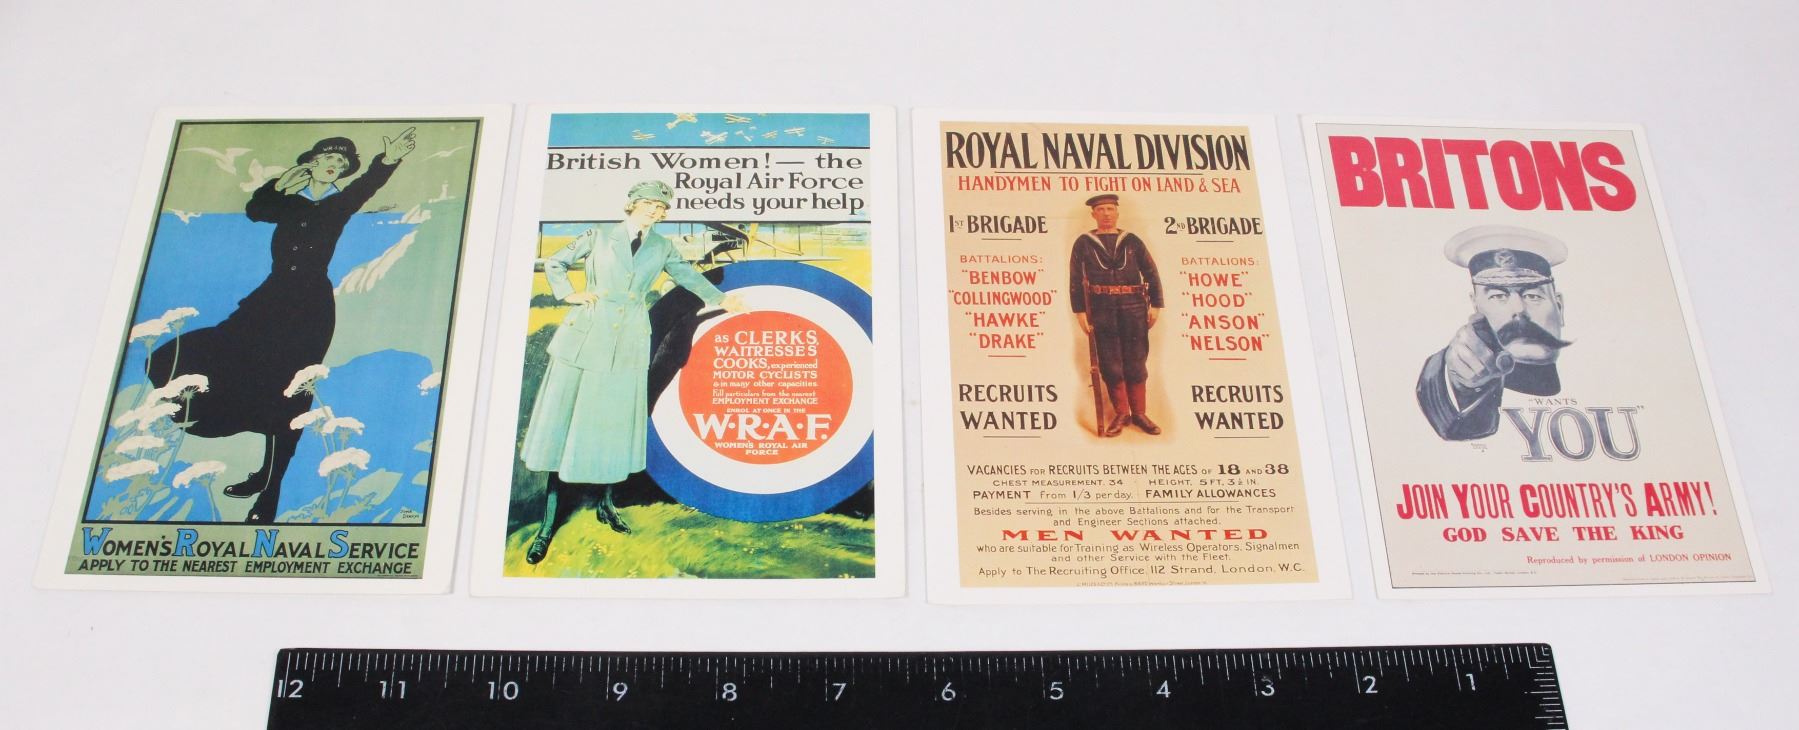 WRNS
WOMEN'S ROYAL NAVAL SERVICE
APPLY TO THE NEAREST EMPLOYMENT EXCHANGE
British Women! — the
Royal Air Force
needs your help
as CLERKS,
WAITRESSES
COOKS, experienced
MOTOR CYCLISTS
& in many other capacities.
Full particulars from the nearest
EMPLOYMENT EXCHANGE
ENROL AT ONCE IN THE
W·R·A·F.
WOMEN'S ROYAL AIR
FORCE
ROYAL NAVAL DIVISION
HANDYMEN TO FIGHT ON LAND & SEA
1ST BRIGADE
BATTALIONS:
"BENBOW"
"COLLINGWOOD"
"HAWKE"
"DRAKE"
RECRUITS
WANTED
2ND BRIGADE
BATTALIONS:
"HOWE"
"HOOD"
"ANSON"
"NELSON"
RECRUITS
WANTED
VACANCIES FOR RECRUITS BETWEEN THE AGES OF 18 AND 38
CHEST MEASUREMENT, 34 HEIGHT, 5 FT, 3½ IN.
PAYMENT from 1/3 per day. FAMILY ALLOWANCES
Besides serving in the above Battalions and for the Transport
and Engineer Sections attached.
MEN WANTED
who are suitable for Training as Wireless Operators, Signalmen
and other Service with the Fleet.
Apply to The Recruiting Office, 112 Strand, London, W.C.
BRITONS
"WANTS
YOU"
JOIN YOUR COUNTRY'S ARMY!
GOD SAVE THE KING
Reproduced by permission of LONDON OPINION
12 11 10 9 8 7 6 5 4 3 2 1